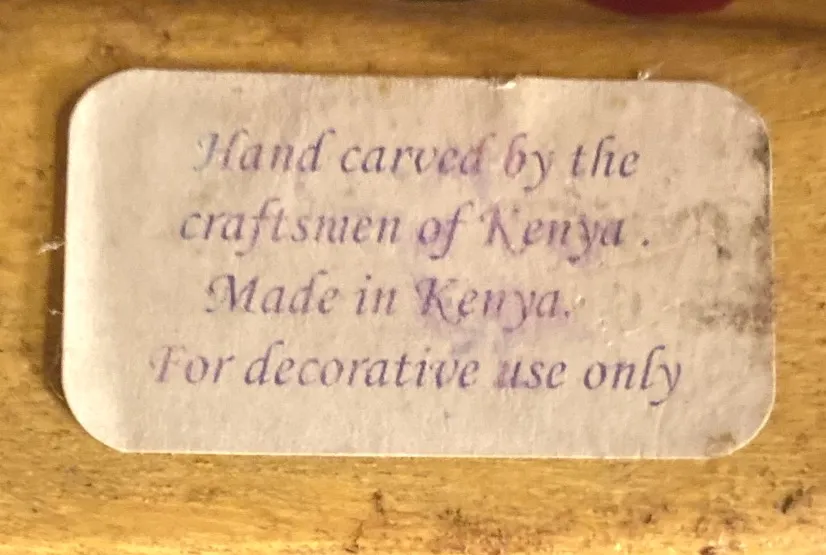 Hand carved by the
craftsmen of Kenya .
Made in Kenya.
For decorative use only